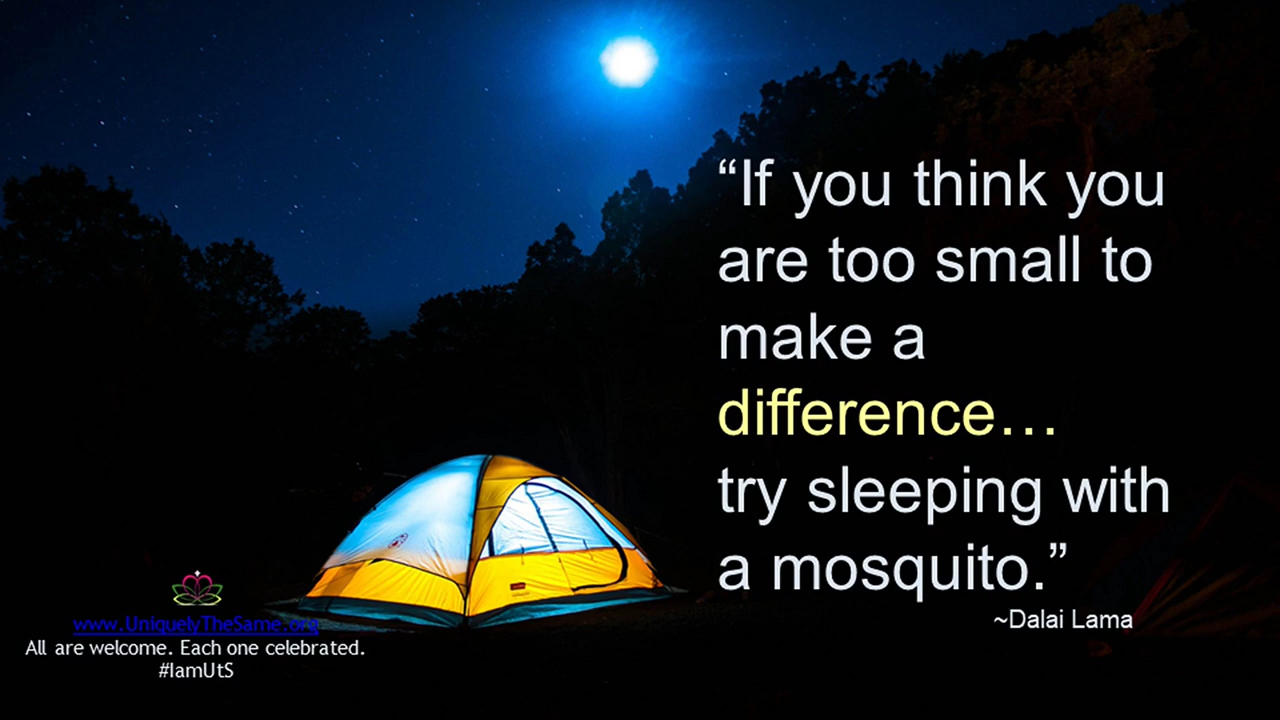 “If you think you
are too small to
make a
difference…
try sleeping with
a mosquito.”
~Dalai Lama
www.UniquelyTheSame.org
All are welcome. Each one celebrated.
#IamUtS